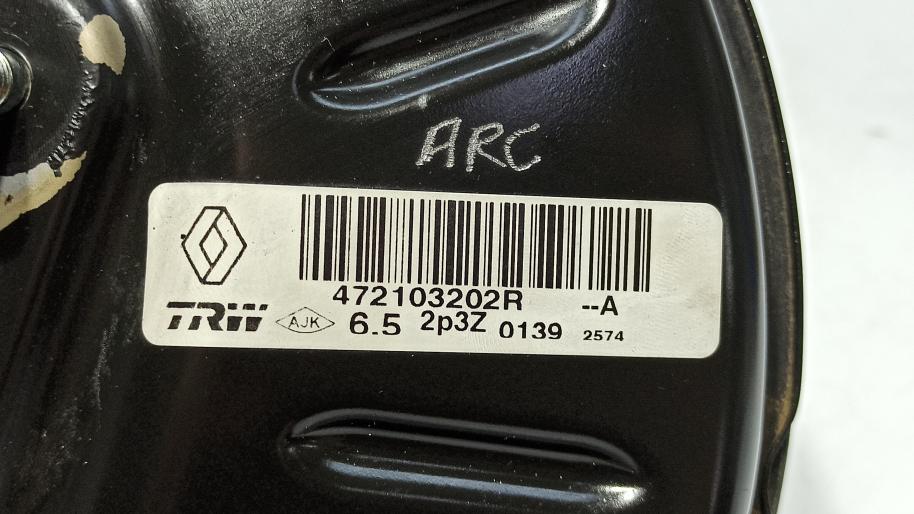 ARC
472103202R --A
TRW AJK 6.5 2p3Z 0139 2574